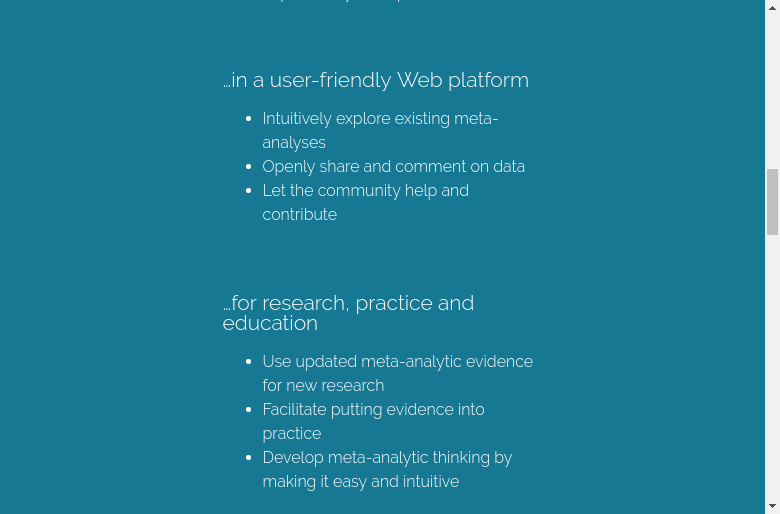 …in a user-friendly Web platform
Intuitively explore existing meta-
analyses
Openly share and comment on data
Let the community help and
contribute
…for research, practice and
education
Use updated meta-analytic evidence
for new research
Facilitate putting evidence into
practice
Develop meta-analytic thinking by
making it easy and intuitive